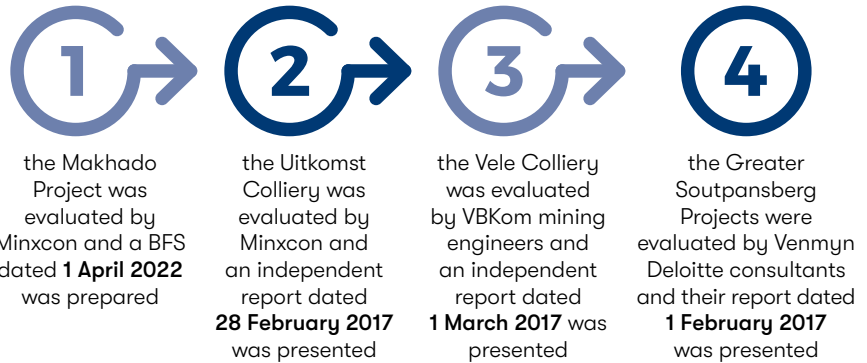 1
the Makhado
Project was
evaluated by
Minxcon and a BFS
dated 1 April 2022
was prepared
2
the Uitkomst
Colliery was
evaluated by
Minxcon and
an independent
report dated
28 February 2017
was presented
3
the Vele Colliery
was evaluated
by VBKom mining
engineers and
an independent
report dated
1 March 2017 was
presented
4
the Greater
Soutpansberg
Projects were
evaluated by Venmyn
Deloitte consultants
and their report dated
1 February 2017
was presented